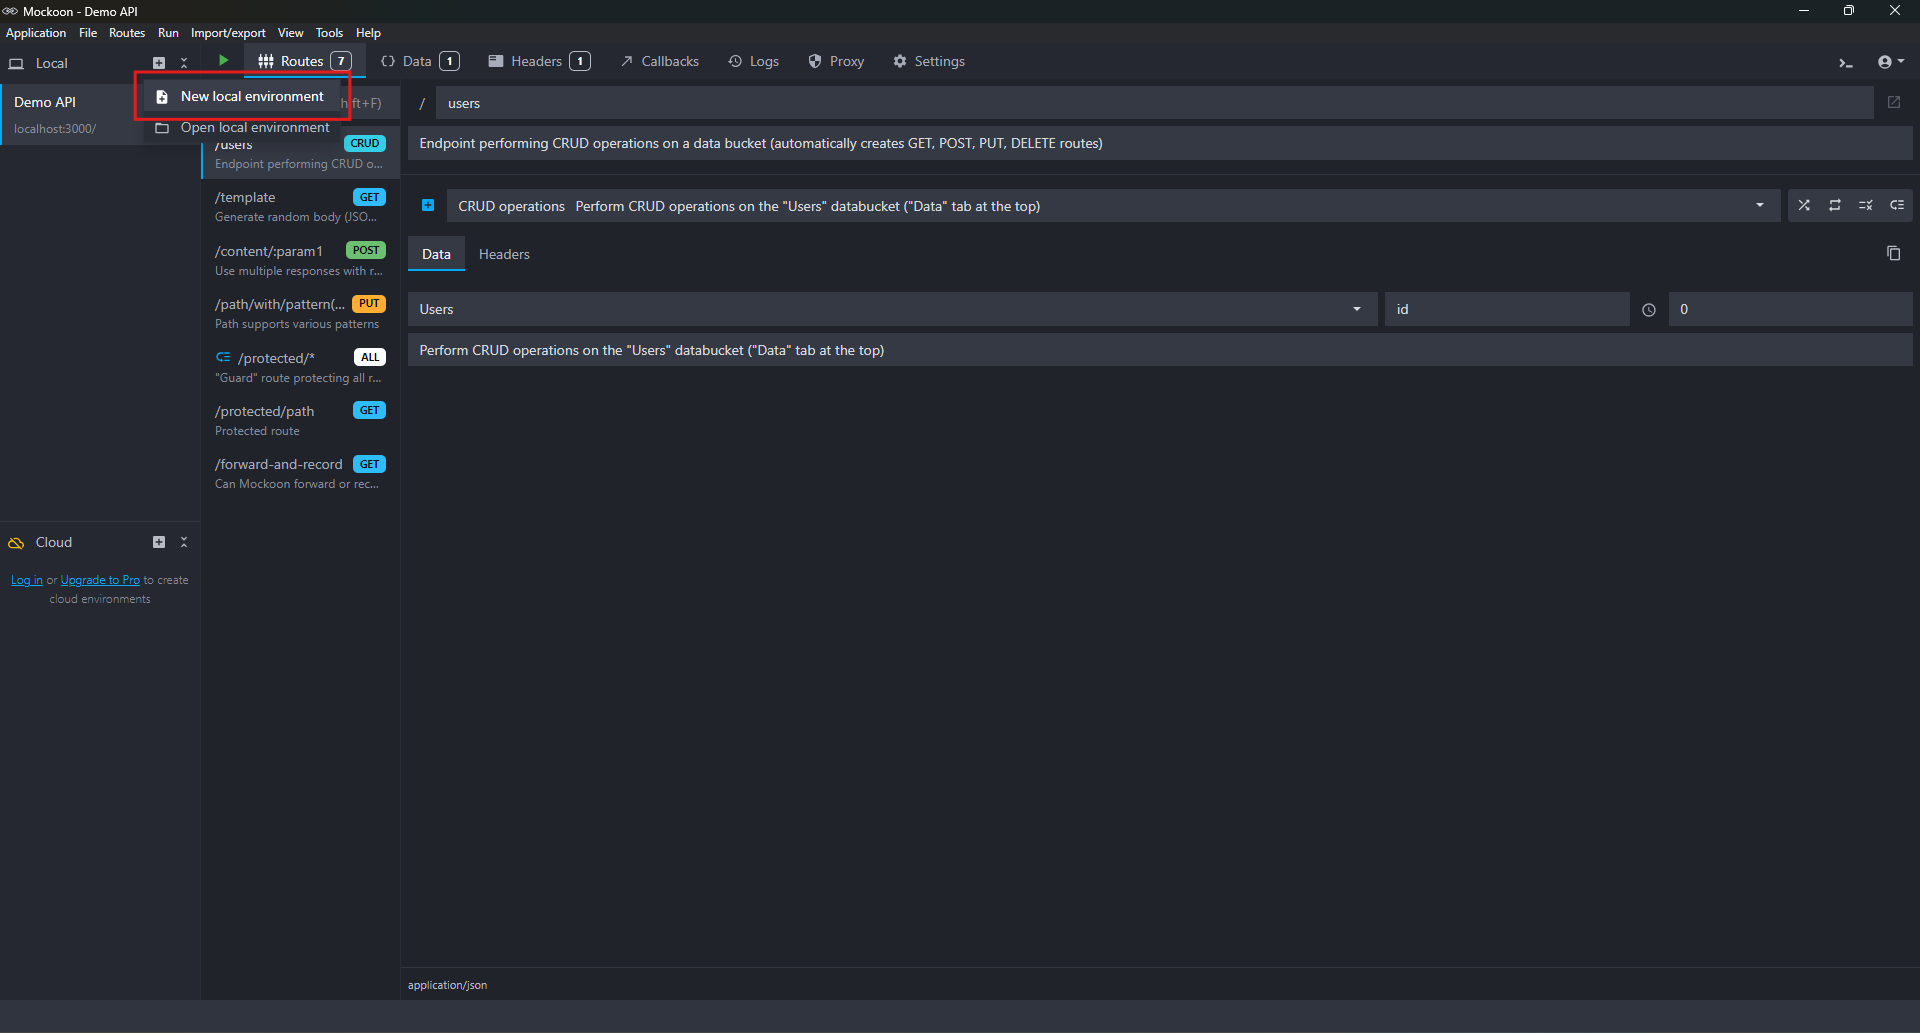 Mockoon - Demo API
Application File Routes Run Import/export View Tools Help
Local
Routes 7 Data 1 Headers 1 Callbacks Logs Proxy Settings
New local environment
Open local environment
Demo API
localhost:3000/
ift+F)
/users CRUD
Endpoint performing CRUD o...
/template GET
Generate random body (JSO...
/content/:param1 POST
Use multiple responses with r...
/path/with/pattern(... PUT
Path supports various patterns
/protected/* ALL
"Guard" route protecting all r...
/protected/path GET
Protected route
/forward-and-record GET
Can Mockoon forward or rec...
Cloud
Log in or Upgrade to Pro to create
cloud environments
/ users
Endpoint performing CRUD operations on a data bucket (automatically creates GET, POST, PUT, DELETE routes)
CRUD operations Perform CRUD operations on the "Users" databucket ("Data" tab at the top)
Data Headers
Users id 0
Perform CRUD operations on the "Users" databucket ("Data" tab at the top)
application/json